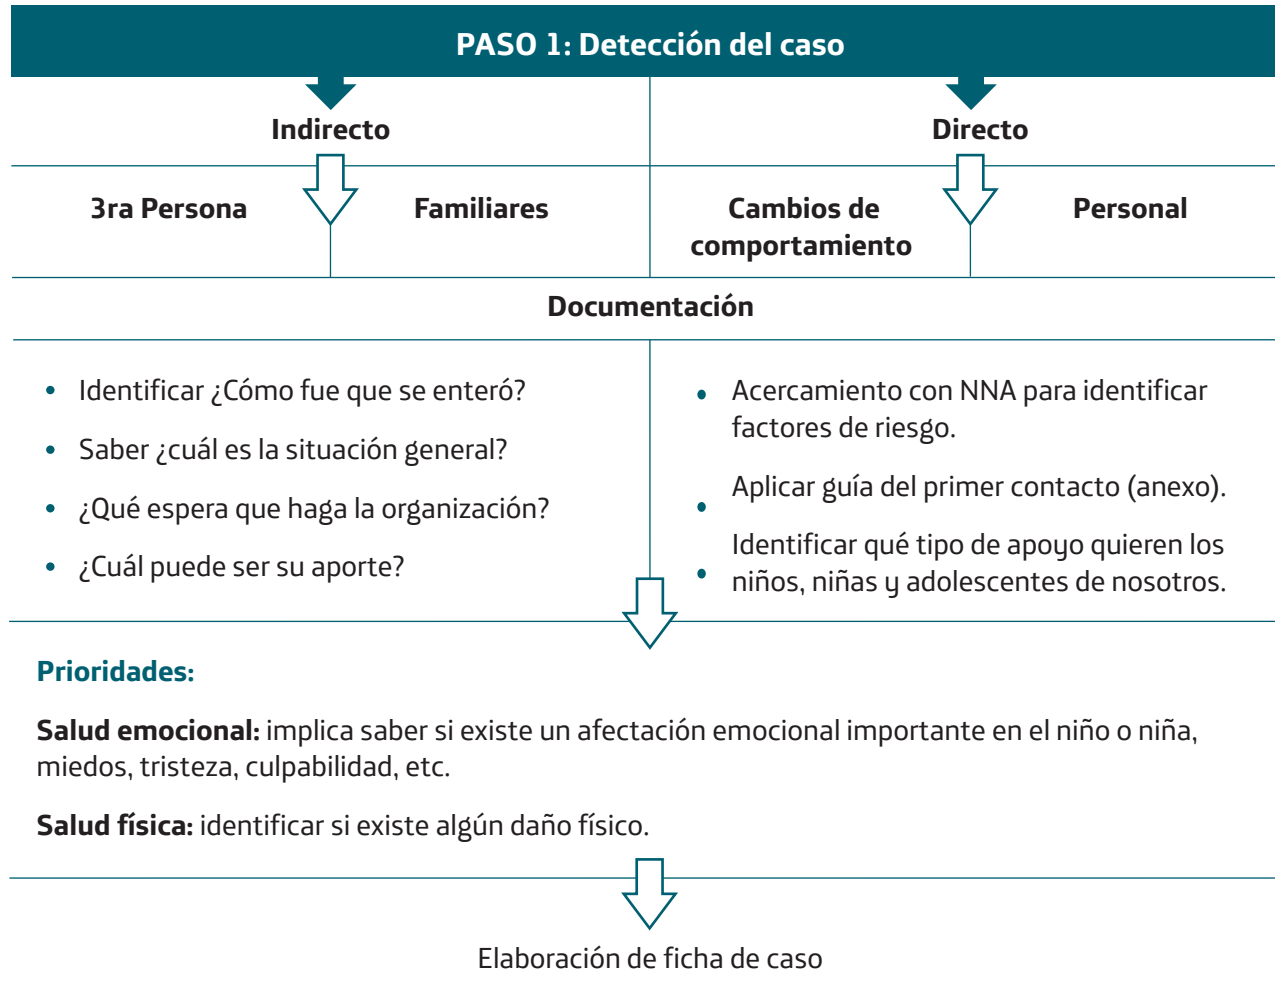 PASO 1: Detección del caso
Indirecto
Directo
3ra Persona
Familiares
Cambios de
comportamiento
Personal
Documentación
• Identificar ¿Cómo fue que se enteró?
• Saber ¿cuál es la situación general?
• ¿Qué espera que haga la organización?
• ¿Cuál puede ser su aporte?
• Acercamiento con NNA para identificar
factores de riesgo.
• Aplicar guía del primer contacto (anexo).
• Identificar qué tipo de apoyo quieren los
niños, niñas y adolescentes de nosotros.
Prioridades:
Salud emocional: implica saber si existe un afectación emocional importante en el niño o niña,
miedos, tristeza, culpabilidad, etc.
Salud física: identificar si existe algún daño físico.
Elaboración de ficha de caso